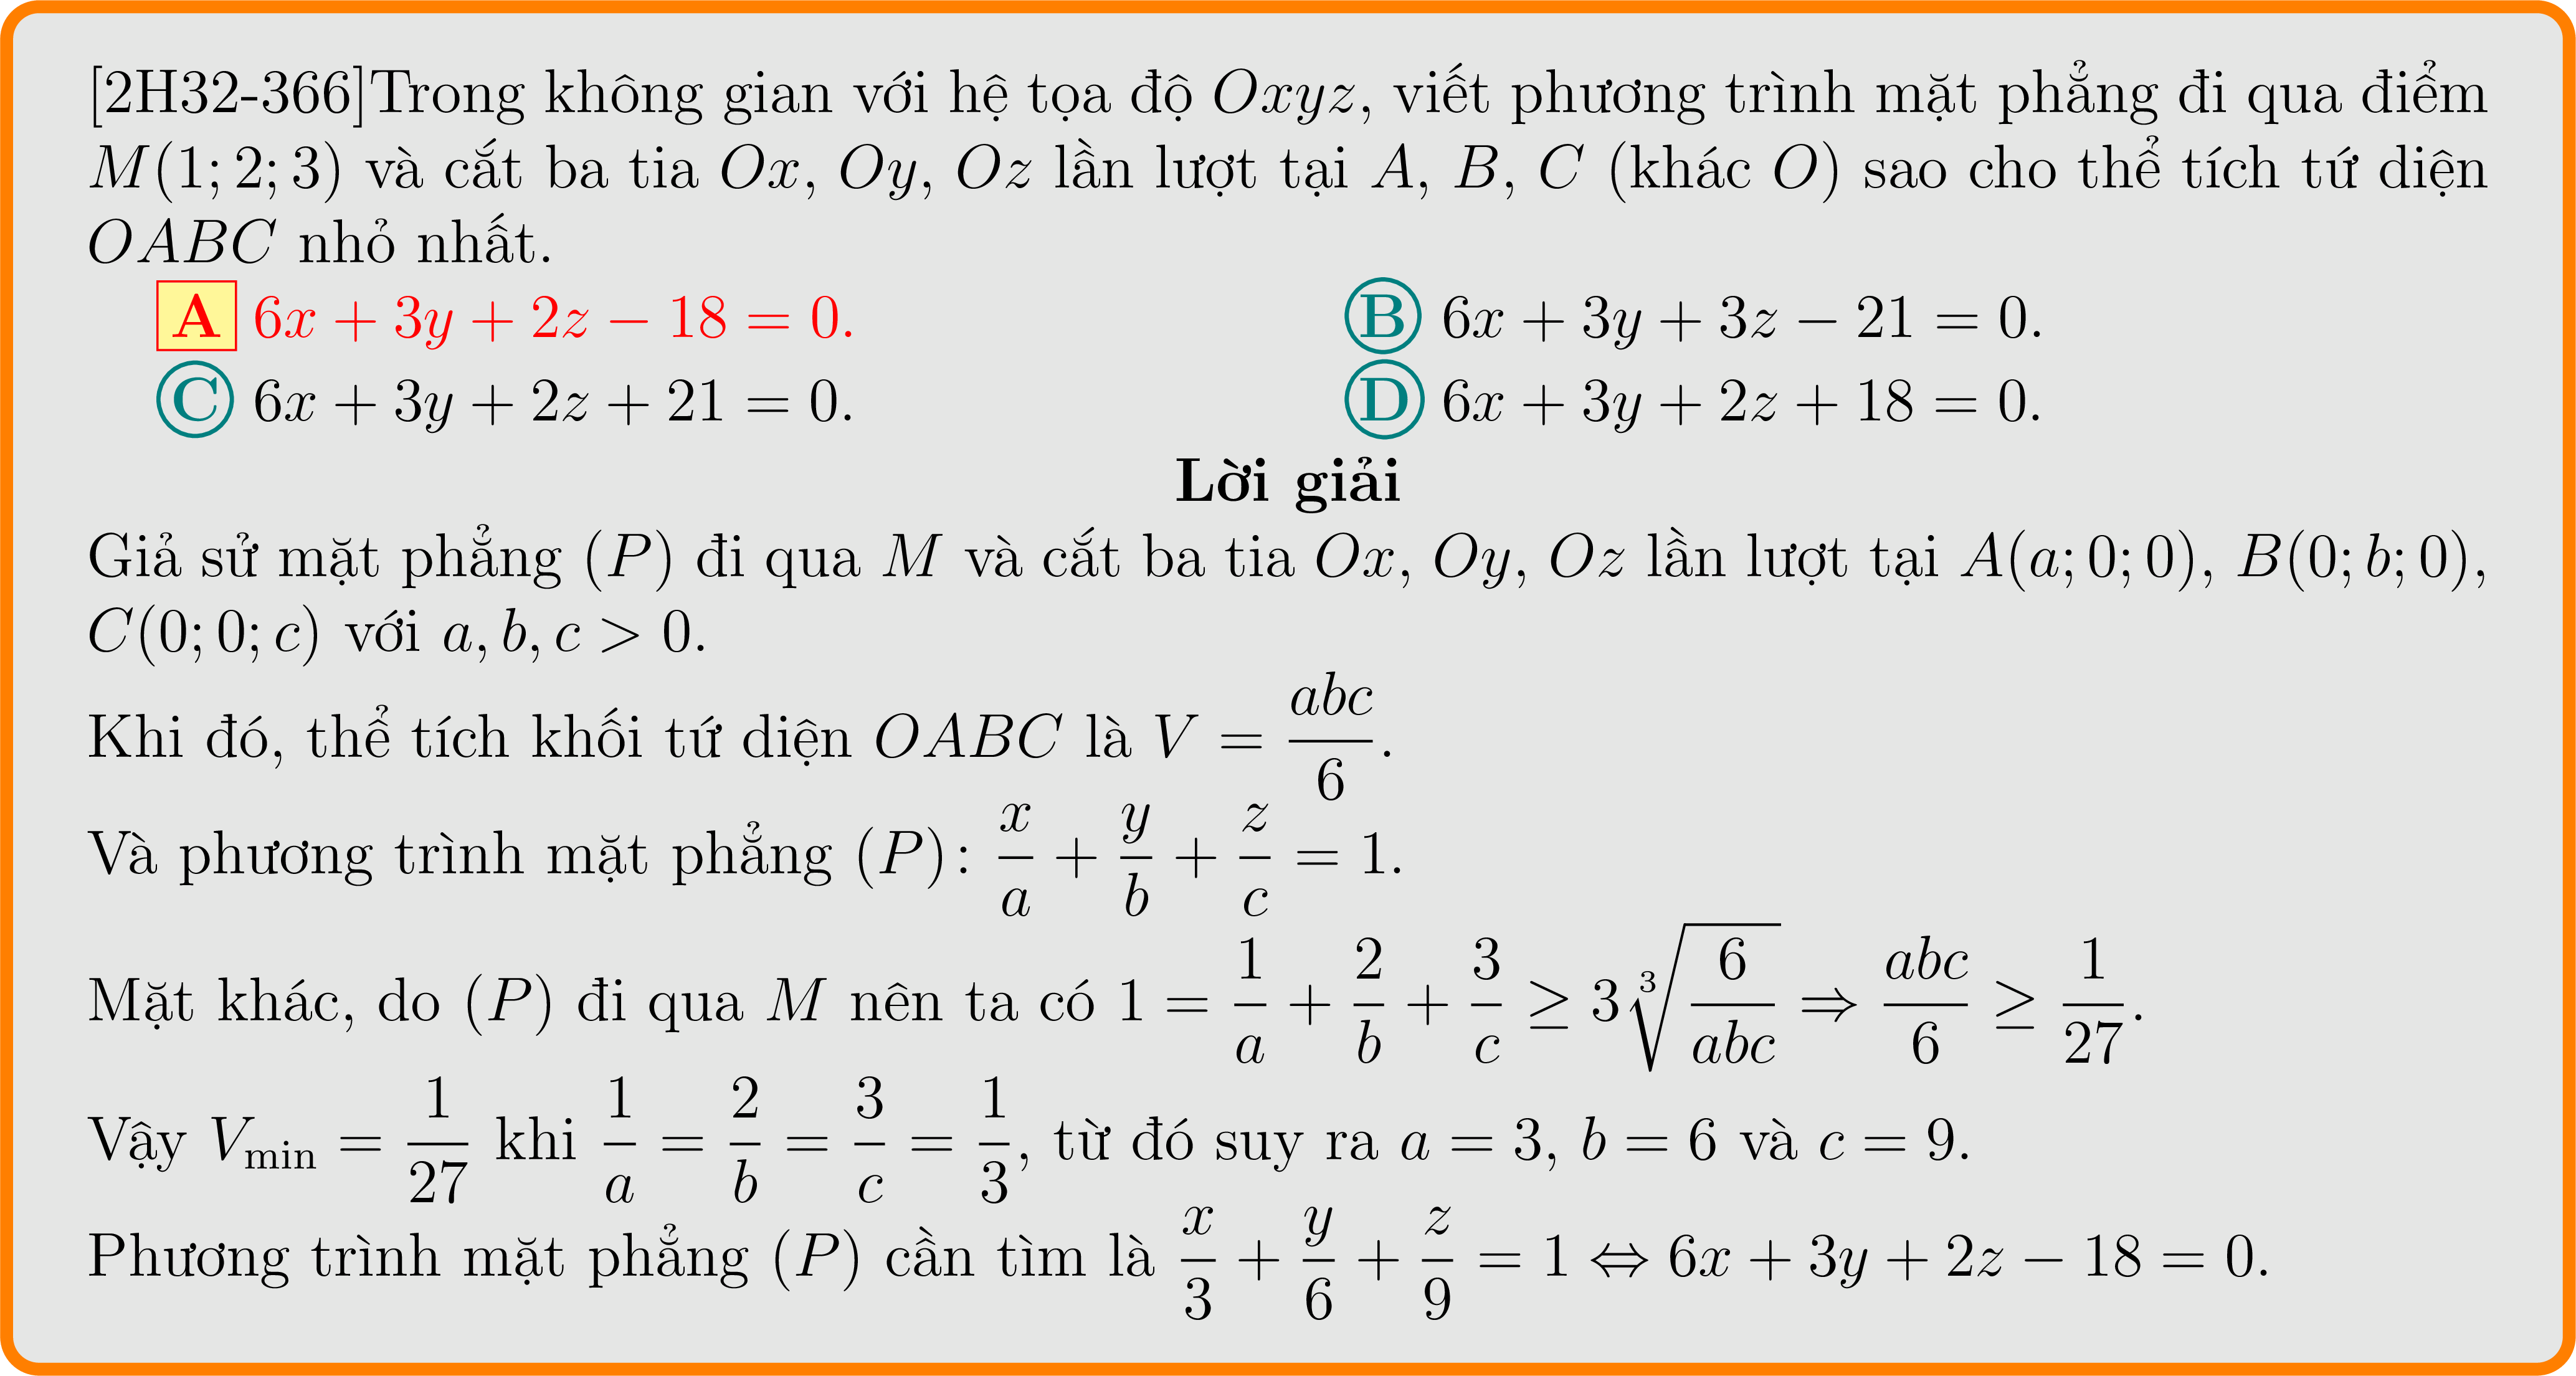 [2H32-366]Trong không gian với hệ tọa độ Oxyz, viết phương trình mặt phẳng đi qua điểm
M(1; 2; 3) và cắt ba tia Ox, Oy, Oz lần lượt tại A, B, C (khác O) sao cho thể tích tứ diện
OABC nhỏ nhất.
A 6x + 3y + 2z − 18 = 0. B 6x + 3y + 3z − 21 = 0.
C 6x + 3y + 2z + 21 = 0. D 6x + 3y + 2z + 18 = 0.
Lời giải
Giả sử mặt phẳng (P) đi qua M và cắt ba tia Ox, Oy, Oz lần lượt tại A(a; 0; 0), B(0; b; 0),
C(0; 0; c) với a, b, c > 0.
Khi đó, thể tích khối tứ diện OABC là V = \frac{abc}{6}.
Và phương trình mặt phẳng (P): \frac{x}{a} + \frac{y}{b} + \frac{z}{c} = 1.
Mặt khác, do (P) đi qua M nên ta có 1 = \frac{1}{a} + \frac{2}{b} + \frac{3}{c} ≥ 3\sqrt[3]{\frac{6}{abc}} ⇒ \frac{abc}{6} ≥ \frac{1}{27}.
Vậy V_{min} = \frac{1}{27} khi \frac{1}{a} = \frac{2}{b} = \frac{3}{c} = \frac{1}{3}, từ đó suy ra a = 3, b = 6 và c = 9.
Phương trình mặt phẳng (P) cần tìm là \frac{x}{3} + \frac{y}{6} + \frac{z}{9} = 1 ⇔ 6x + 3y + 2z − 18 = 0.